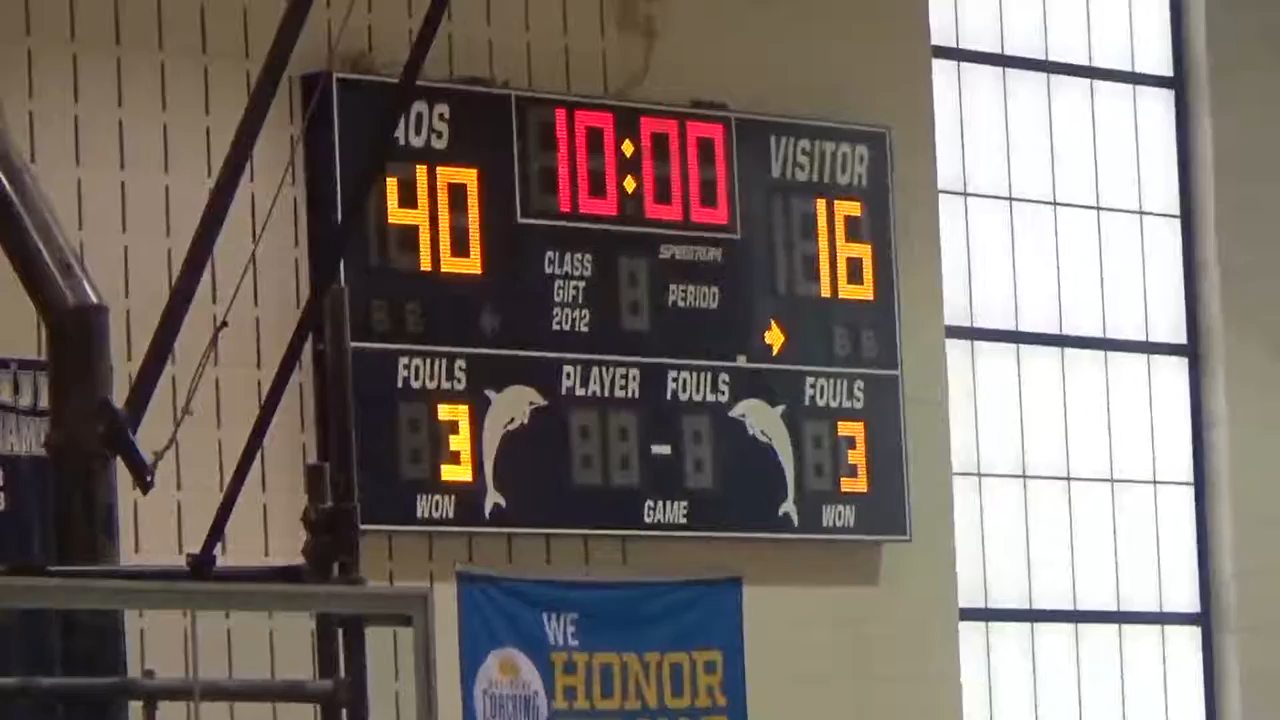 AOS
10:00
VISITOR
40
16
CLASS
GIFT
2012
SPECTRUM
PERIOD
FOULS
PLAYER
FOULS
FOULS
3
-
3
WON
GAME
WON
WE
HONOR
COACHING